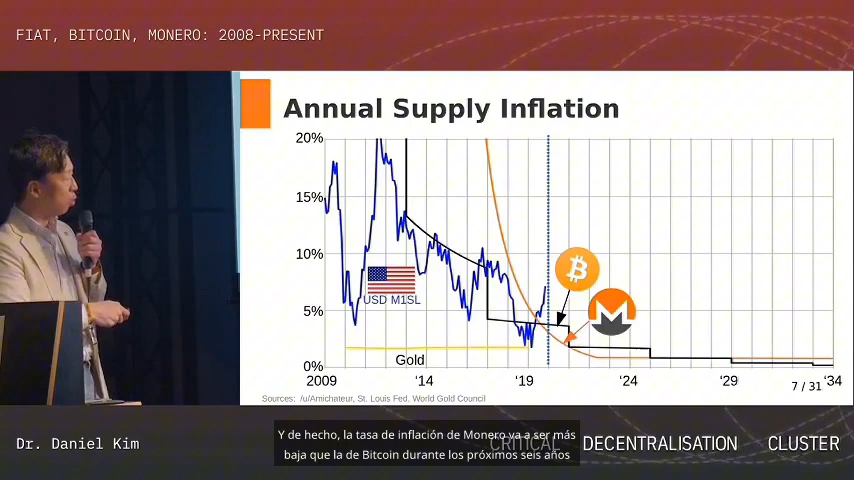 FIAT, BITCOIN, MONERO: 2008-PRESENT
Annual Supply Inflation
20%
15%
10%
5%
0%
USD M1SL
Gold
2009 '14 '19 '24 '29 '34
7 / 31
Sources: /u/Amichateur, St. Louis Fed, World Gold Council
Dr. Daniel Kim
CRITICAL DECENTRALISATION CLUSTER
Y de hecho, la tasa de inflación de Monero va a ser más
baja que la de Bitcoin durante los próximos seis años